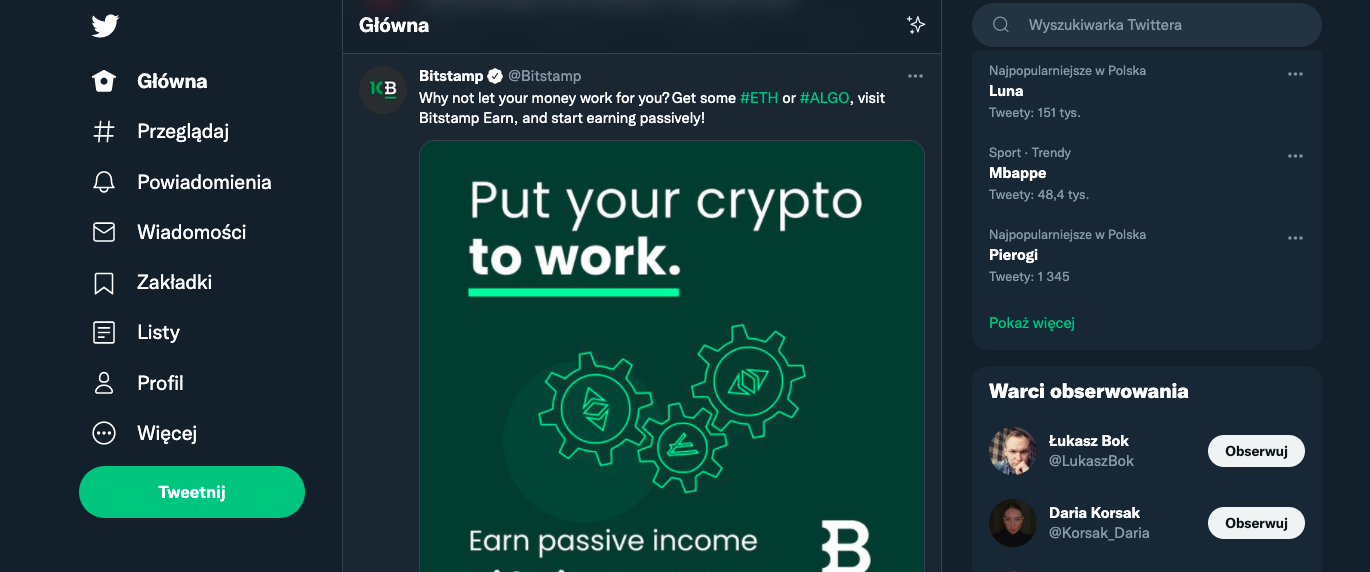 Główna
Przeglądaj
Powiadomienia
Wiadomości
Zakładki
Listy
Profil
Więcej
Tweetnij
Główna
Bitstamp @Bitstamp
Why not let your money work for you? Get some #ETH or #ALGO, visit
Bitstamp Earn, and start earning passively!
Put your crypto
to work.
Earn passive income
B
Wyszukiwarka Twittera
Najpopularniejsze w Polska
Luna
Tweety: 151 tys.
Sport · Trendy
Mbappe
Tweety: 48,4 tys.
Najpopularniejsze w Polska
Pierogi
Tweety: 1 345
Pokaż więcej
Warci obserwowania
Łukasz Bok
@LukaszBok
Obserwuj
Daria Korsak
@Korsak_Daria
Obserwuj